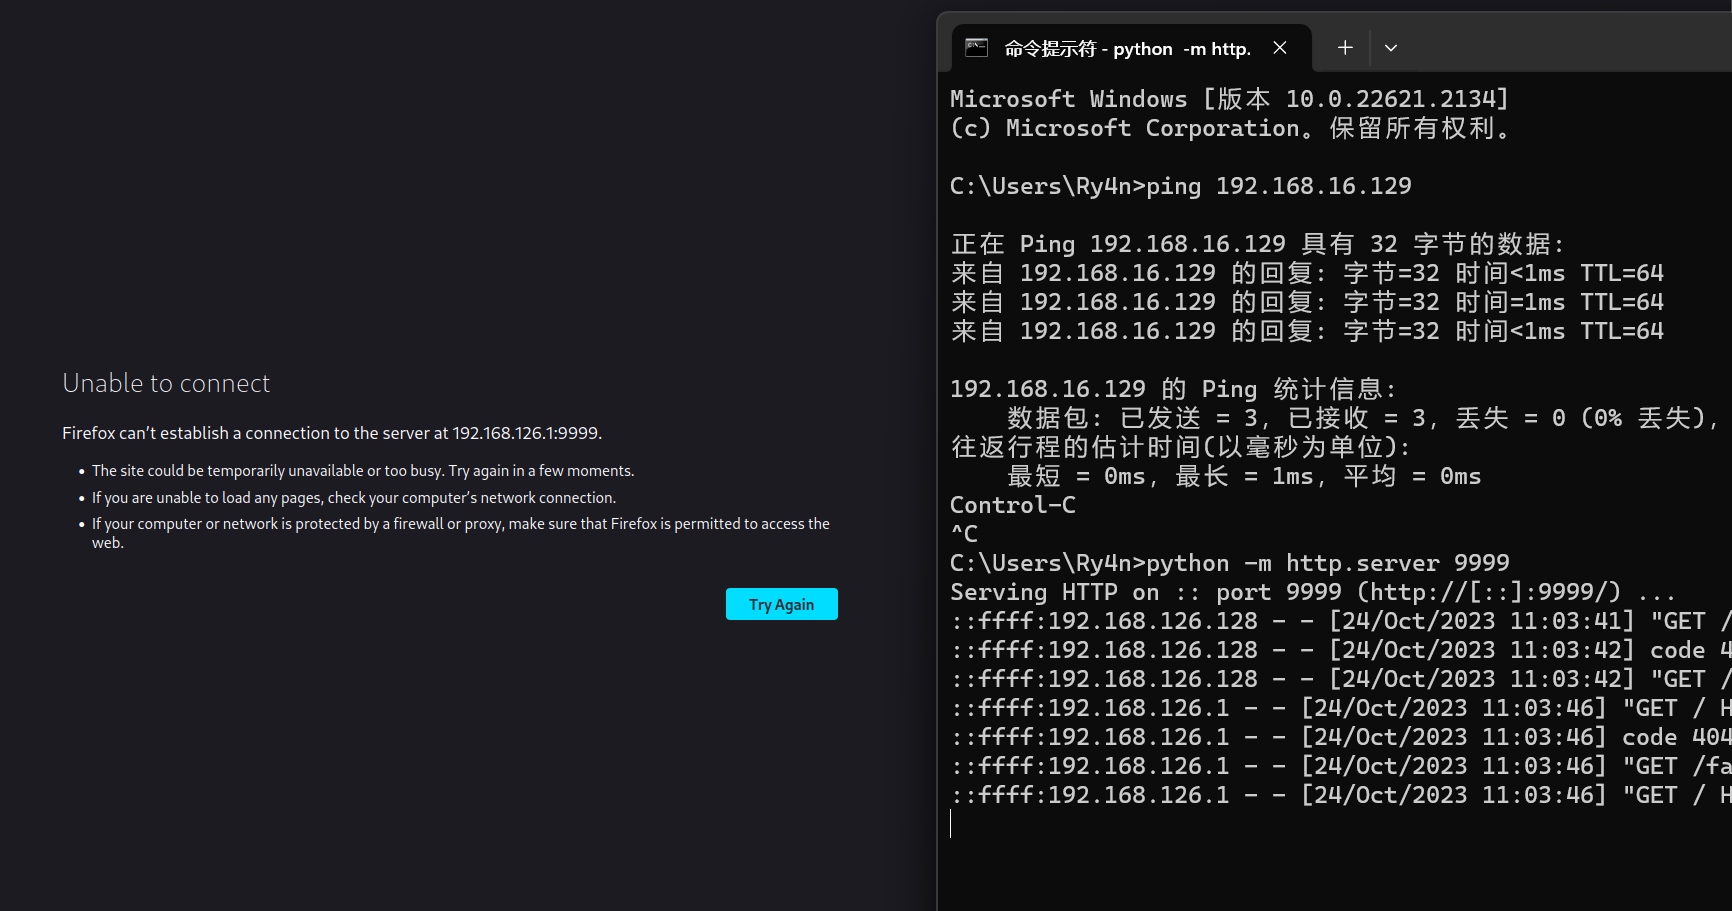 Unable to connect
Firefox can’t establish a connection to the server at 192.168.126.1:9999.
• The site could be temporarily unavailable or too busy. Try again in a few moments.
• If you are unable to load any pages, check your computer’s network connection.
• If your computer or network is protected by a firewall or proxy, make sure that Firefox is permitted to access the
web.
Try Again
命令提示符 - python -m http.
Microsoft Windows [版本 10.0.22621.2134]
(c) Microsoft Corporation。保留所有权利。
C:\Users\Ry4n>ping 192.168.16.129
正在 Ping 192.168.16.129 具有 32 字节的数据:
来自 192.168.16.129 的回复: 字节=32 时间<1ms TTL=64
来自 192.168.16.129 的回复: 字节=32 时间=1ms TTL=64
来自 192.168.16.129 的回复: 字节=32 时间<1ms TTL=64
192.168.16.129 的 Ping 统计信息:
数据包: 已发送 = 3, 已接收 = 3, 丢失 = 0 (0% 丢失),
往返行程的估计时间(以毫秒为单位):
最短 = 0ms, 最长 = 1ms, 平均 = 0ms
Control-C
^C
C:\Users\Ry4n>python -m http.server 9999
Serving HTTP on :: port 9999 (http://[::]:9999/) ...
::ffff:192.168.126.128 - - [24/Oct/2023 11:03:41] "GET /
::ffff:192.168.126.128 - - [24/Oct/2023 11:03:42] code 4
::ffff:192.168.126.128 - - [24/Oct/2023 11:03:42] "GET /
::ffff:192.168.126.1 - - [24/Oct/2023 11:03:46] "GET / H
::ffff:192.168.126.1 - - [24/Oct/2023 11:03:46] code 404
::ffff:192.168.126.1 - - [24/Oct/2023 11:03:46] "GET /fa
::ffff:192.168.126.1 - - [24/Oct/2023 11:03:46] "GET / H